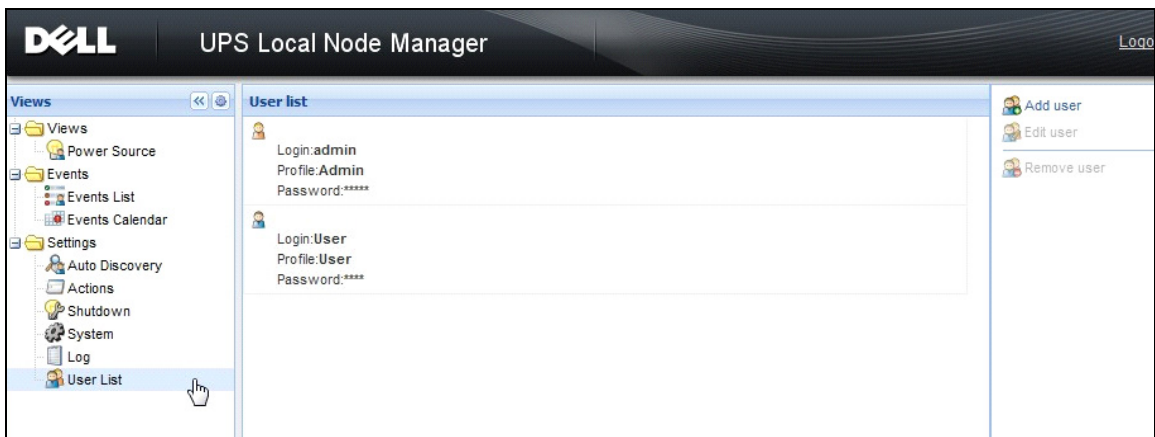 DELL
UPS Local Node Manager
Logo
Views
Views
Power Source
Events
Events List
Events Calendar
Settings
Auto Discovery
Actions
Shutdown
System
Log
User List
User list
Login:admin
Profile:Admin
Password:*****
Login:User
Profile:User
Password:****
Add user
Edit user
Remove user